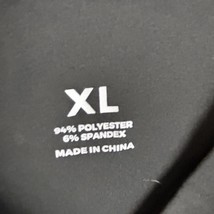 XL
94% POLYESTER
6% SPANDEX
MADE IN CHINA